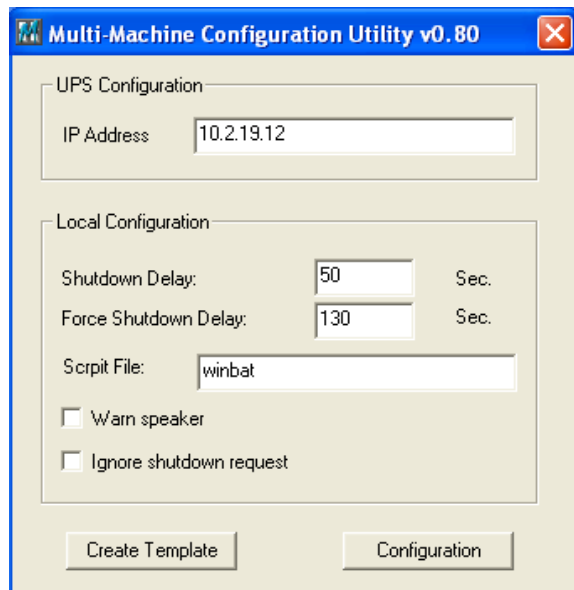 Multi-Machine Configuration Utility v0.80
UPS Configuration
IP Address 10.2.19.12
Local Configuration
Shutdown Delay: 50 Sec.
Force Shutdown Delay: 130 Sec.
Scrpit File: winbat
Warn speaker
Ignore shutdown request
Create Template Configuration